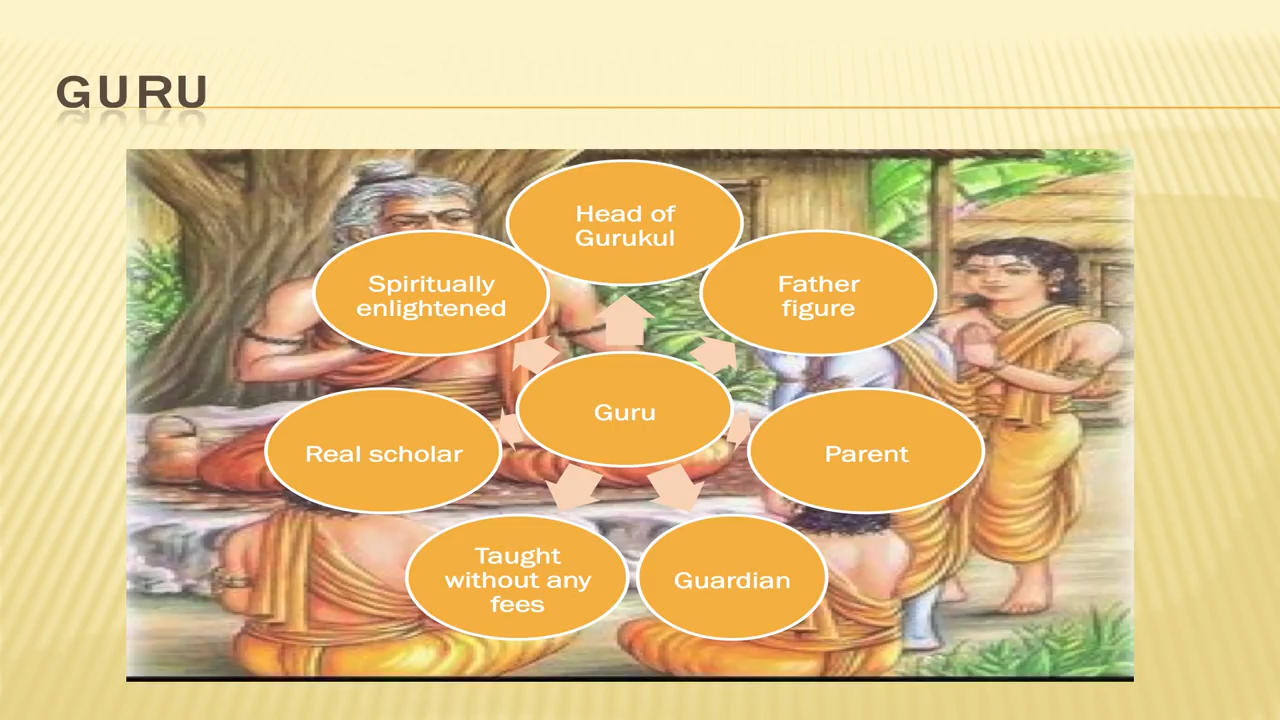 GURU
Head of
Gurukul
Father
figure
Parent
Guardian
Taught
without any
fees
Real scholar
Spiritually
enlightened
Guru